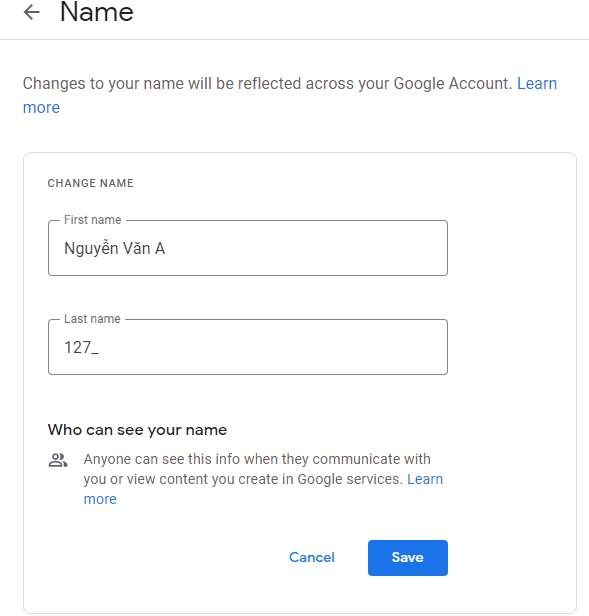 Name
Changes to your name will be reflected across your Google Account. Learn
more
CHANGE NAME
First name
Nguyễn Văn A
Last name
127_
Who can see your name
Anyone can see this info when they communicate with
you or view content you create in Google services. Learn
more
Cancel Save